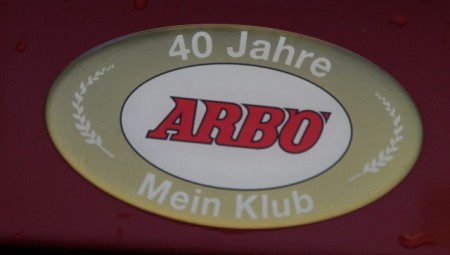 40 Jahre
ARBÖ
Mein Klub